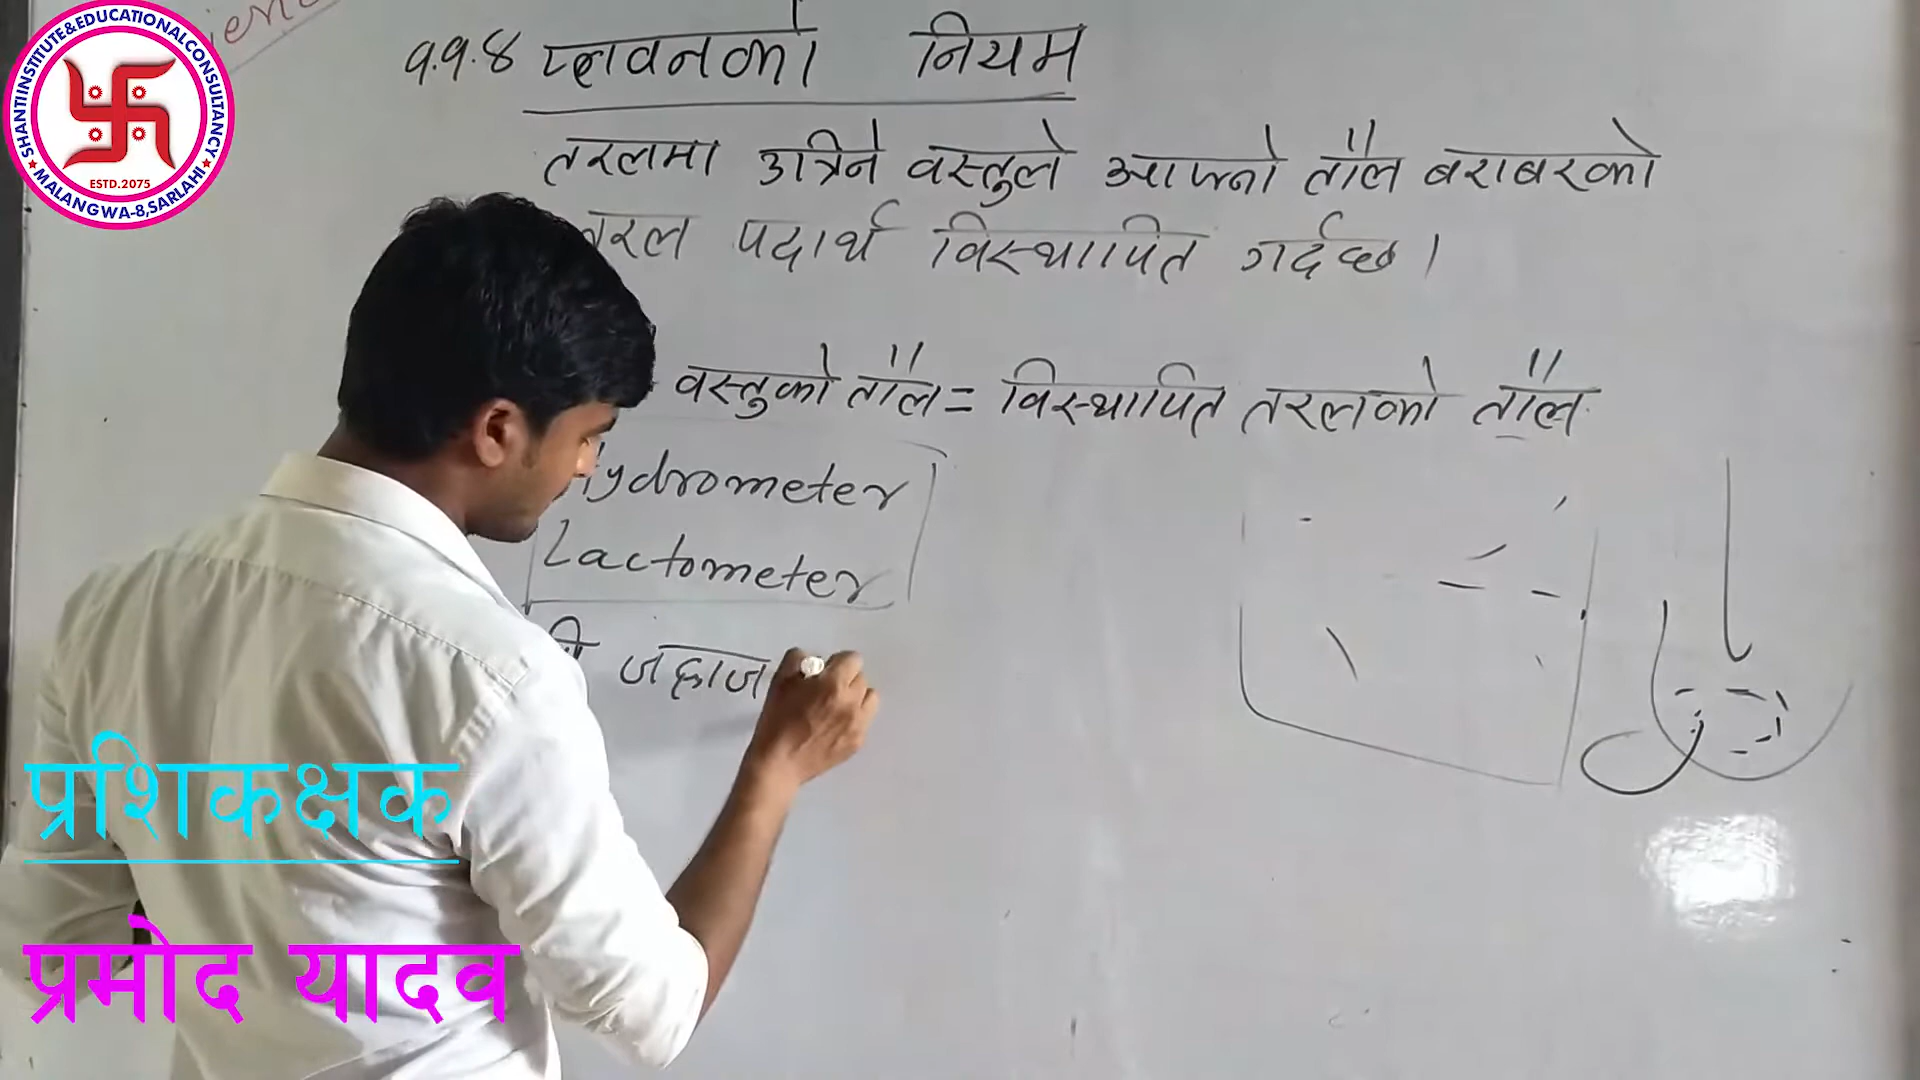 SHANTI INSTITUTE & EDUCATIONAL CONSULTANCY
ESTD.2075
MALANGWA-8, SARLAHI
१.१.४ प्लवनको नियम
तरलमा उत्रिने वस्तुले आफ्नो तौल बराबरको
तरल पदार्थ विस्थापित गर्दछ।
वस्तुको तौल = विस्थापित तरलको तौल
Hydrometer
Lactometer
जहाज
प्रशिकक्षक
प्रमोद यादव